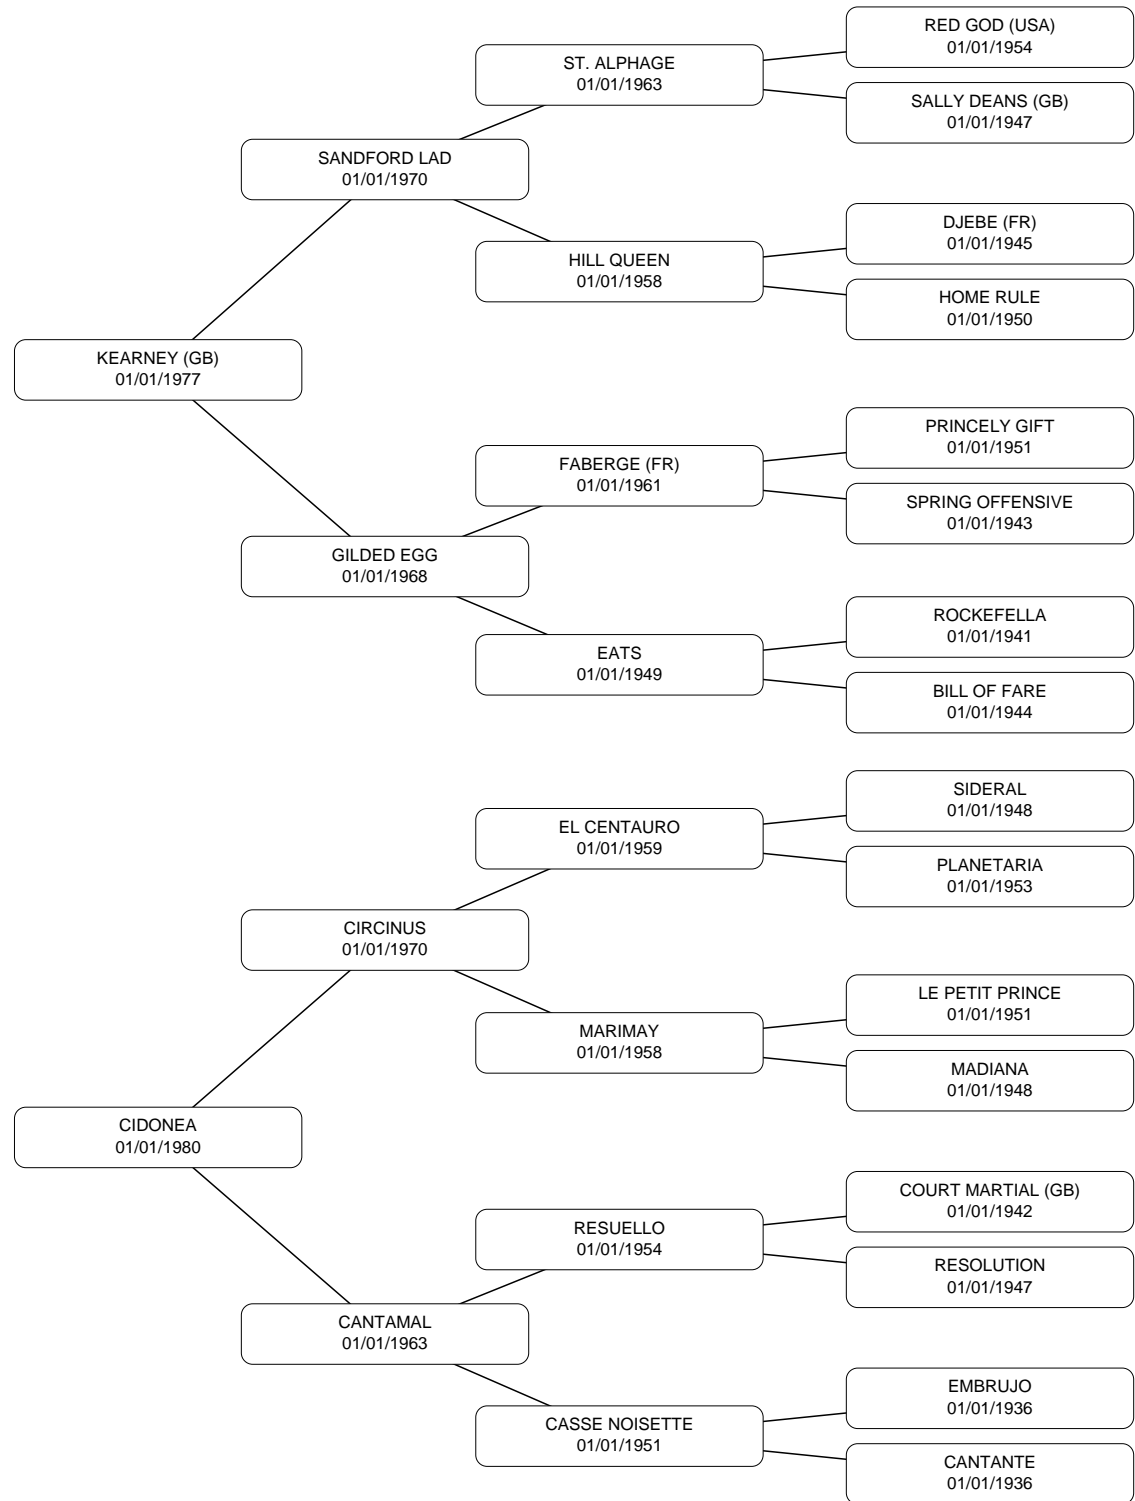 RED GOD (USA)
01/01/1954
ST. ALPHAGE
01/01/1963
SALLY DEANS (GB)
01/01/1947
SANDFORD LAD
01/01/1970
DJEBE (FR)
01/01/1945
HILL QUEEN
01/01/1958
HOME RULE
01/01/1950
KEARNEY (GB)
01/01/1977
PRINCELY GIFT
01/01/1951
FABERGE (FR)
01/01/1961
SPRING OFFENSIVE
01/01/1943
GILDED EGG
01/01/1968
ROCKEFELLA
01/01/1941
EATS
01/01/1949
BILL OF FARE
01/01/1944
SIDERAL
01/01/1948
EL CENTAURO
01/01/1959
PLANETARIA
01/01/1953
CIRCINUS
01/01/1970
LE PETIT PRINCE
01/01/1951
MARIMAY
01/01/1958
MADIANA
01/01/1948
CIDONEA
01/01/1980
COURT MARTIAL (GB)
01/01/1942
RESUELLO
01/01/1954
RESOLUTION
01/01/1947
CANTAMAL
01/01/1963
EMBRUJO
01/01/1936
CASSE NOISETTE
01/01/1951
CANTANTE
01/01/1936